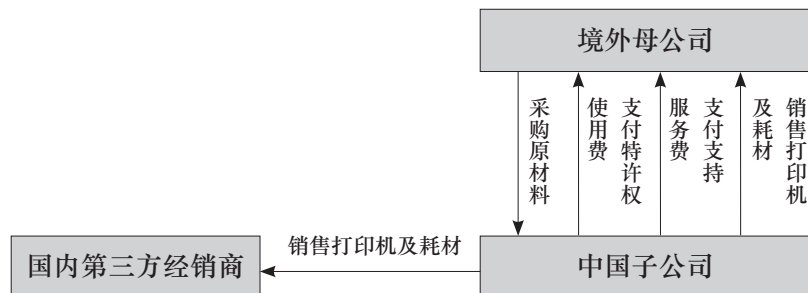 境外母公司
采购原材料
支付特许权
使用费
支付支持
服务费
销售打印机
及耗材
国内第三方经销商
销售打印机及耗材
中国子公司